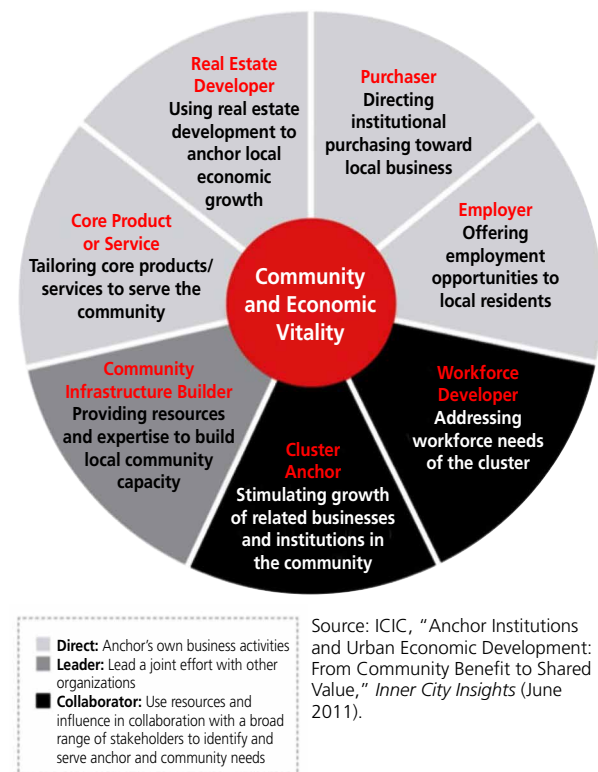 Real Estate
Developer
Using real estate
development to
anchor local
economic
growth
Purchaser
Directing
institutional
purchasing toward
local business
Employer
Offering
employment
opportunities to
local residents
Workforce
Developer
Addressing
workforce needs
of the cluster
Cluster
Anchor
Stimulating growth
of related businesses
and institutions in
the community
Community
Infrastructure Builder
Providing resources
and expertise to build
local community
capacity
Core Product
or Service
Tailoring core products/
services to serve the
community
Community
and Economic
Vitality
Direct: Anchor's own business activities
Leader: Lead a joint effort with other
organizations
Collaborator: Use resources and
influence in collaboration with a broad
range of stakeholders to identify and
serve anchor and community needs
Source: ICIC, “Anchor Institutions
and Urban Economic Development:
From Community Benefit to Shared
Value,” Inner City Insights (June
2011).